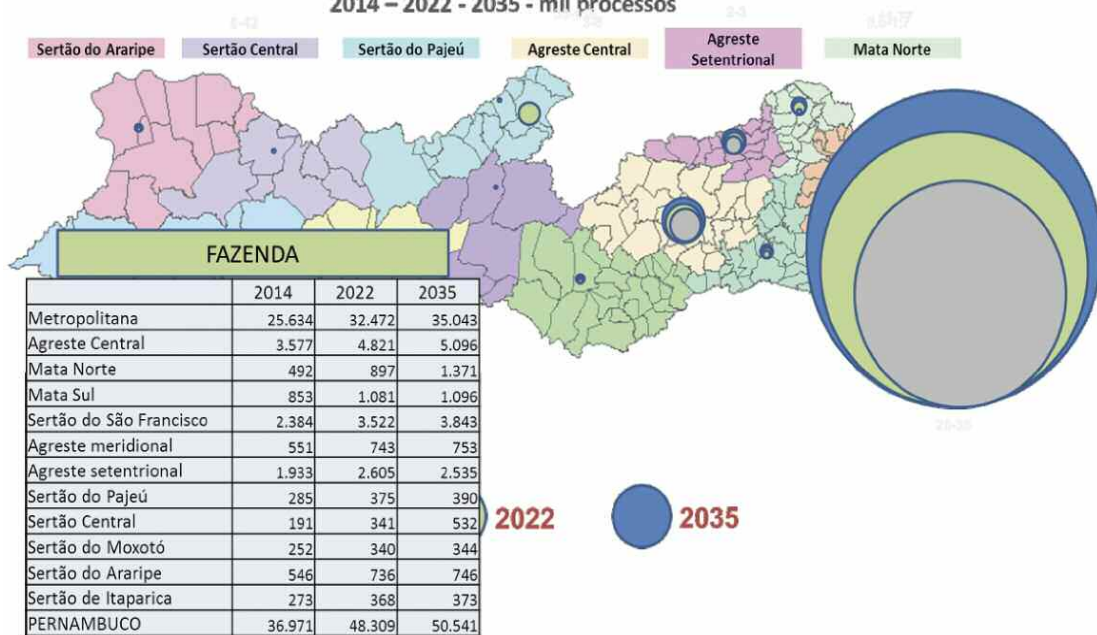 2014 – 2022 - 2035 - mil processos
Sertão do Araripe
Sertão Central
Sertão do Pajeú
Agreste Central
Agreste
Setentrional
Mata Norte
FAZENDA
2014 2022 2035
Metropolitana 25.634 32.472 35.043
Agreste Central 3.577 4.821 5.096
Mata Norte 492 897 1.371
Mata Sul 853 1.081 1.096
Sertão do São Francisco 2.384 3.522 3.843
Agreste meridional 551 743 753
Agreste setentrional 1.933 2.605 2.535
Sertão do Pajeú 285 375 390
Sertão Central 191 341 532
Sertão do Moxotó 252 340 344
Sertão do Araripe 546 736 746
Sertão de Itaparica 273 368 373
PERNAMBUCO 36.971 48.309 50.541
2022
2035